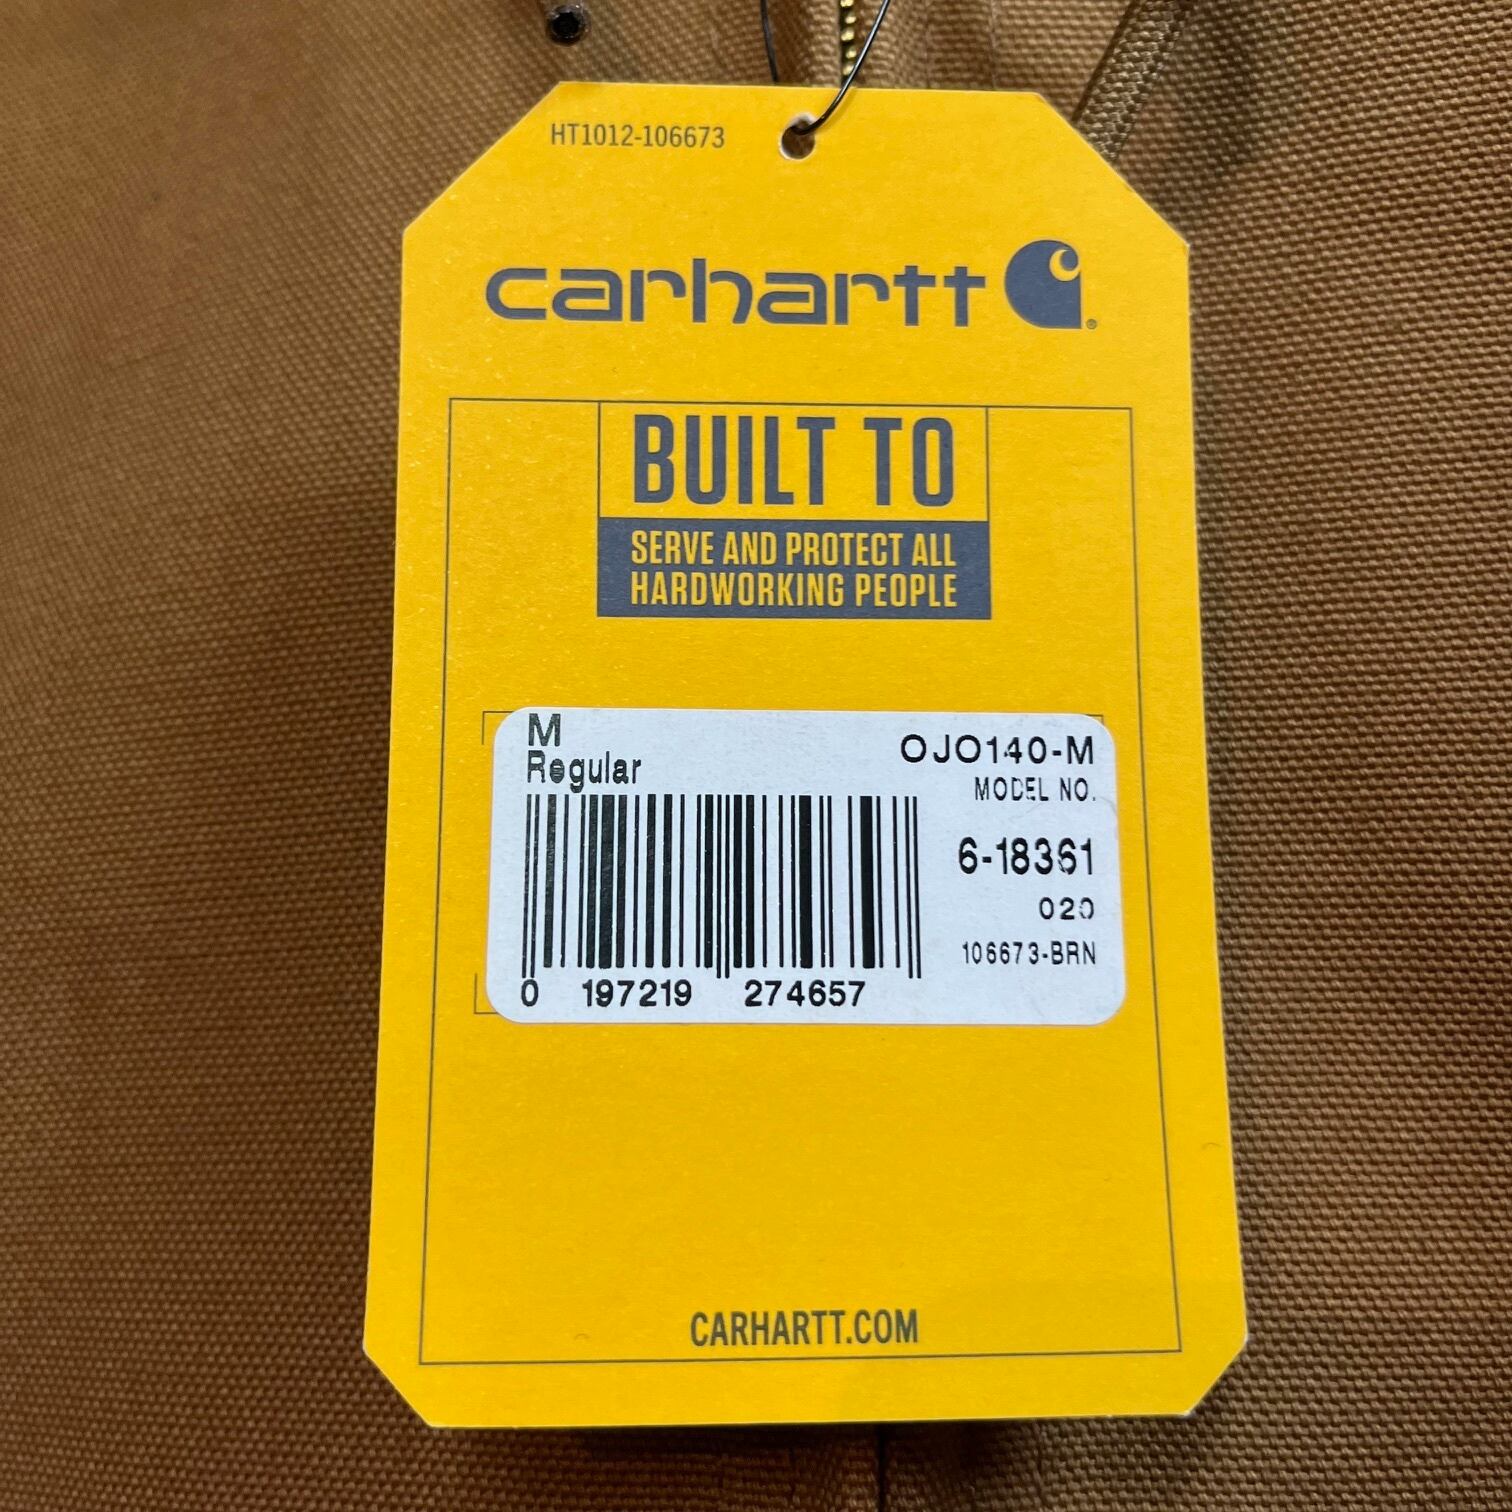 HT1012-106673
carhartt
BUILT TO
SERVE AND PROTECT ALL
HARDWORKING PEOPLE
M
Regular
OJO140-M
MODEL NO.
6-18361
020
106673-BRN
0 197219 274657
CARHARTT.COM